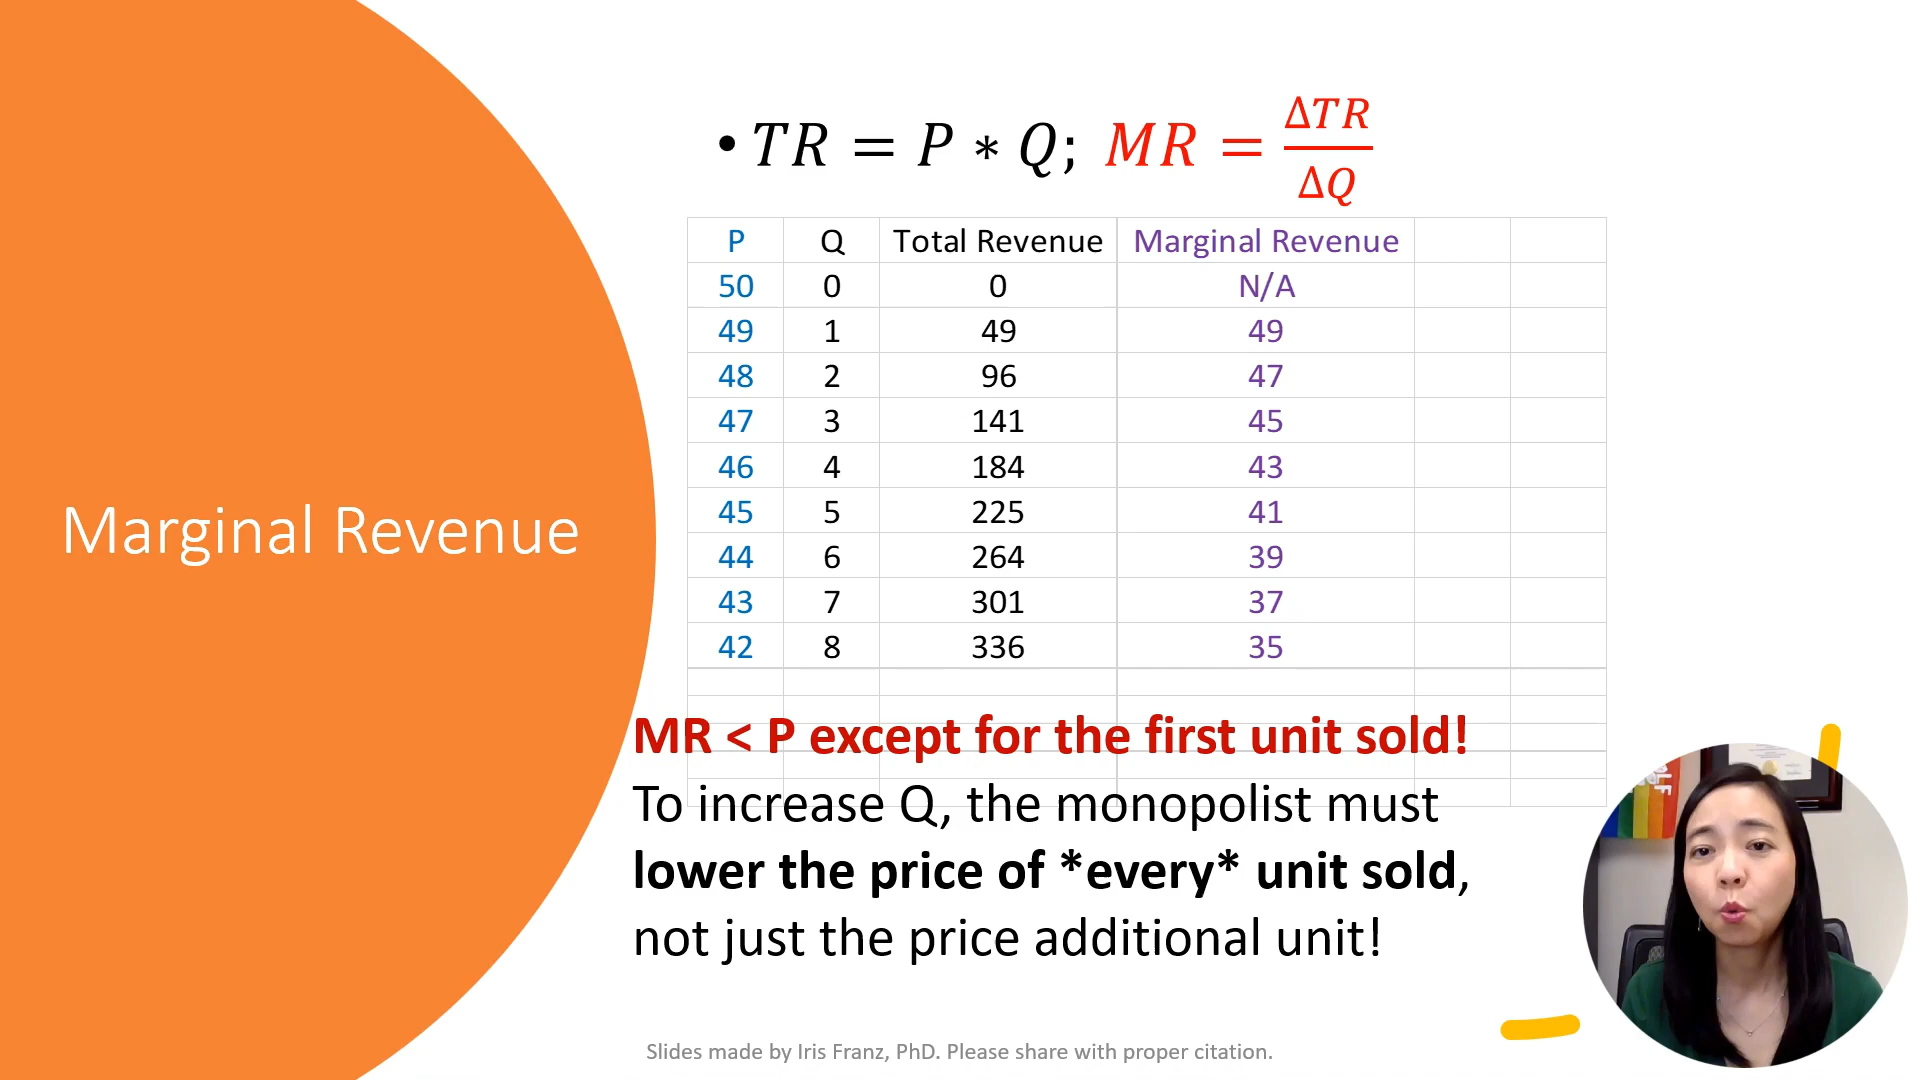 Marginal Revenue
• TR = P ∗ Q; MR = ΔTR/ΔQ
P Q Total Revenue Marginal Revenue
50 0 0 N/A
49 1 49 49
48 2 96 47
47 3 141 45
46 4 184 43
45 5 225 41
44 6 264 39
43 7 301 37
42 8 336 35
MR < P except for the first unit sold!
To increase Q, the monopolist must
lower the price of *every* unit sold,
not just the price additional unit!
Slides made by Iris Franz, PhD. Please share with proper citation.